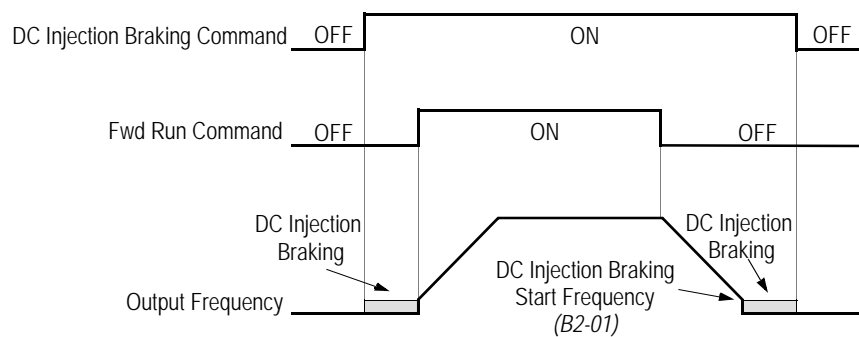 DC Injection Braking Command OFF ON OFF
Fwd Run Command OFF ON OFF
DC Injection
Braking
DC Injection
Braking
DC Injection Braking
Start Frequency
(B2-01)
Output Frequency